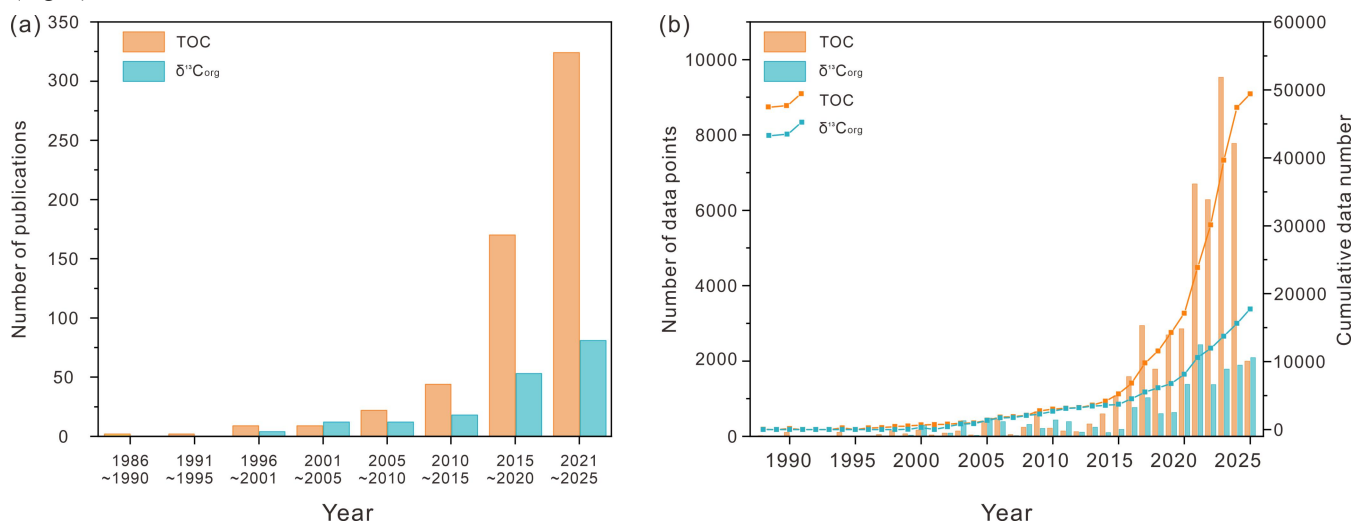 (a)
350
300
250
200
150
100
50
0
Number of publications
TOC
δ¹³Corg
1986 ~1990
1991 ~1995
1996 ~2001
2001 ~2005
2005 ~2010
2010 ~2015
2015 ~2020
2021 ~2025
Year
(b)
10000
8000
10000
6000
4000
2000
0
Number of data points
TOC
δ¹³Corg
TOC
δ¹³Corg
60000
50000
40000
30000
20000
10000
0
Cumulative data number
1990
1995
2000
2005
2010
2015
2020
2025
Year